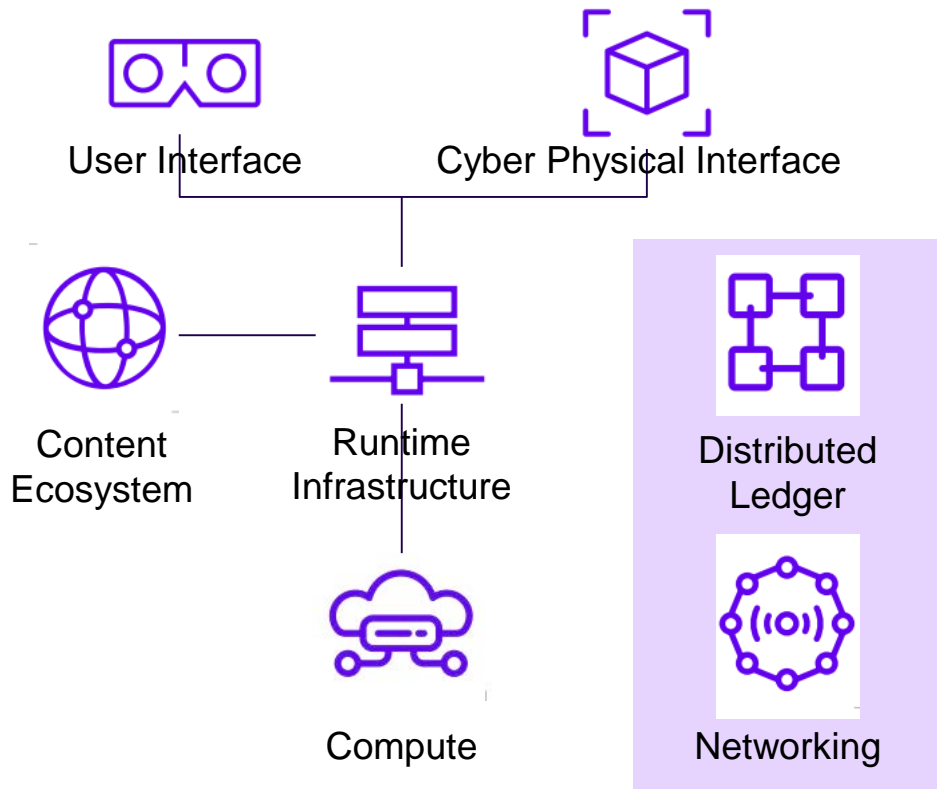 User Interface
Cyber Physical Interface
Content
Ecosystem
Runtime
Infrastructure
Distributed
Ledger
Compute
Networking